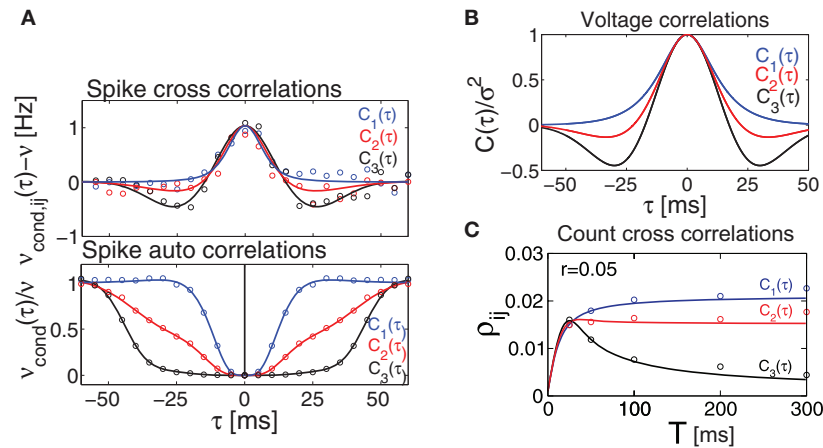 A
Spike cross correlations
ν_cond,ij(τ)−ν [Hz]
1
0
−1
C₁(τ)
C₂(τ)
C₃(τ)
Spike auto correlations
ν_cond(τ)/ν
1
0.5
0
C₁(τ)
C₂(τ)
C₃(τ)
−50 −25 0 25 50
τ [ms]
B
Voltage correlations
C(τ)/σ²
1
0.5
0
−0.5
C₁(τ)
C₂(τ)
C₃(τ)
−50 −25 0 25 50
τ [ms]
C
Count cross correlations
r=0.05
ρ_ij
0.03
0.02
0.01
0
C₁(τ)
C₂(τ)
C₃(τ)
0 100 200 300
T [ms]